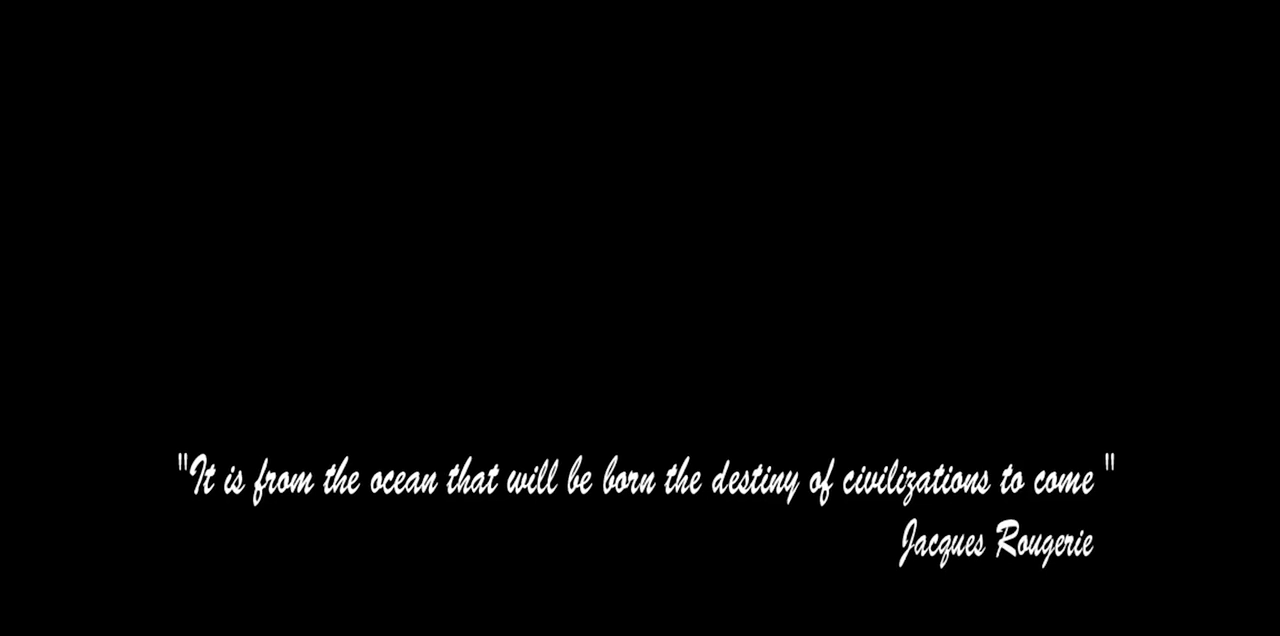 "It is from the ocean that will be born the destiny of civilizations to come "
Jacques Rougerie